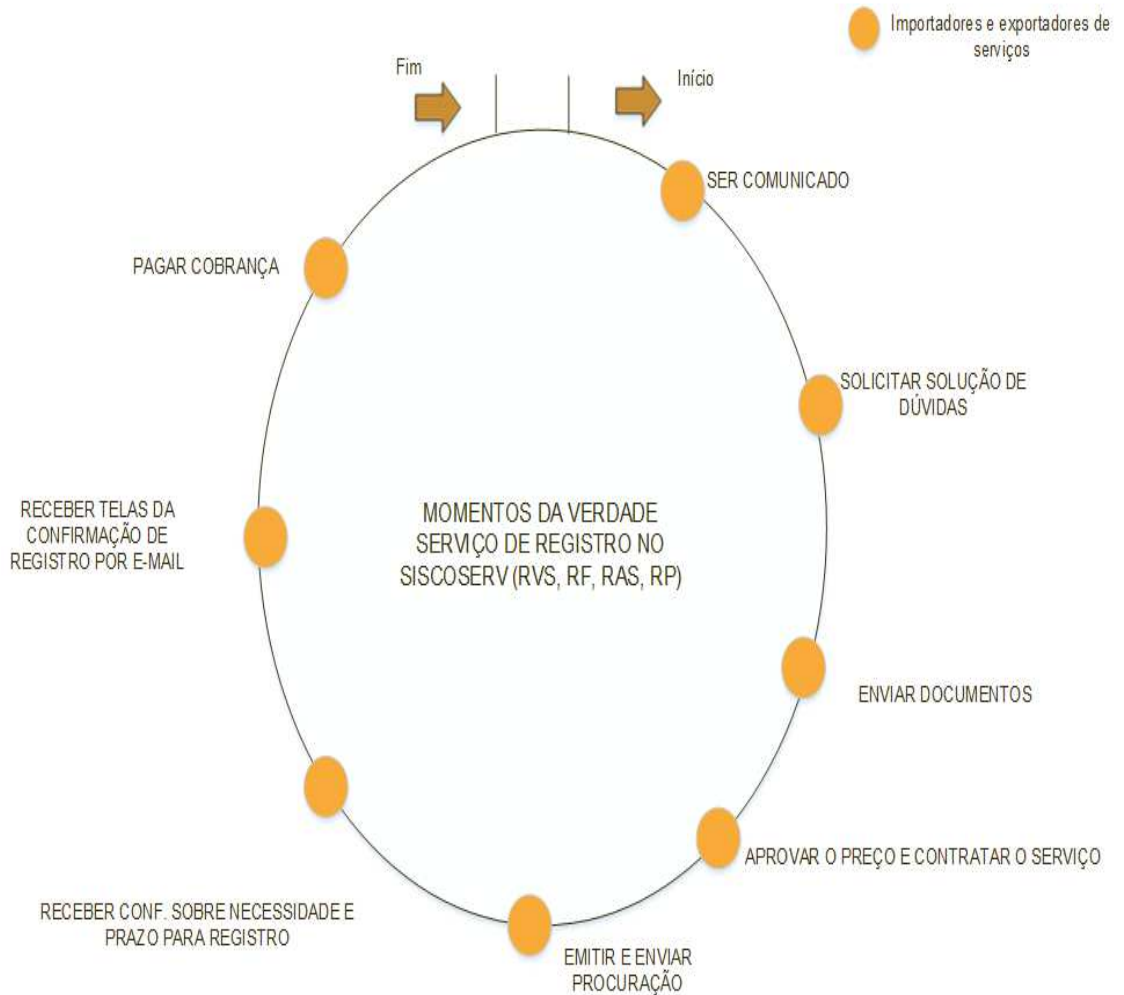 Importadores e exportadores de
serviços
Fim
Início
SER COMUNICADO
PAGAR COBRANÇA
SOLICITAR SOLUÇÃO DE
DÚVIDAS
RECEBER TELAS DA
CONFIRMAÇÃO DE
REGISTRO POR E-MAIL
MOMENTOS DA VERDADE
SERVIÇO DE REGISTRO NO
SISCOSERV (RVS, RF, RAS, RP)
ENVIAR DOCUMENTOS
APROVAR O PREÇO E CONTRATAR O SERVIÇO
RECEBER CONF. SOBRE NECESSIDADE E
PRAZO PARA REGISTRO
EMITIR E ENVIAR
PROCURAÇÃO